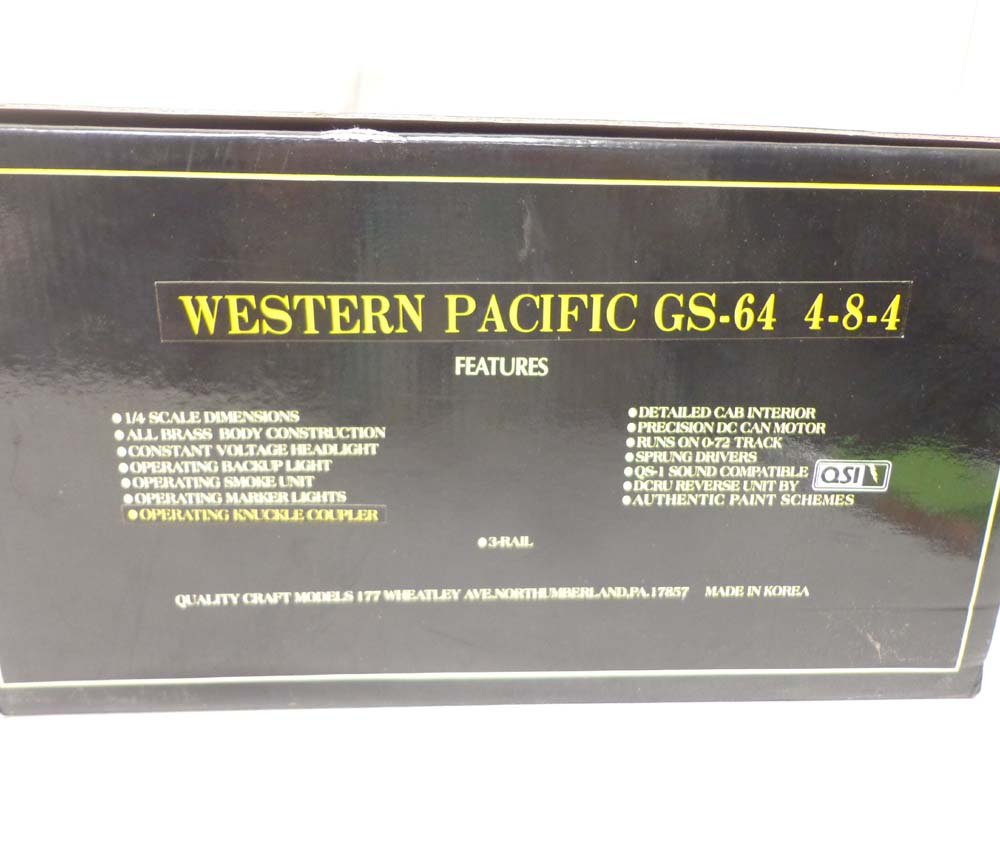 WESTERN PACIFIC GS-64 4-8-4
FEATURES
● 1/4 SCALE DIMENSIONS
● ALL BRASS BODY CONSTRUCTION
● CONSTANT VOLTAGE HEADLIGHT
● OPERATING BACKUP LIGHT
● OPERATING SMOKE UNIT
● OPERATING MARKER LIGHTS
● OPERATING KNUCKLE COUPLER
● DETAILED CAB INTERIOR
● PRECISION DC CAN MOTOR
● RUNS ON 0-72 TRACK
● SPRUNG DRIVERS
● QS-1 SOUND COMPATIBLE
● DCRU REVERSE UNIT BY QSI
● AUTHENTIC PAINT SCHEMES
● 3-RAIL
QUALITY CRAFT MODELS 177 WHEATLEY AVE.NORTHUMBERLAND,PA.17857 MADE IN KOREA